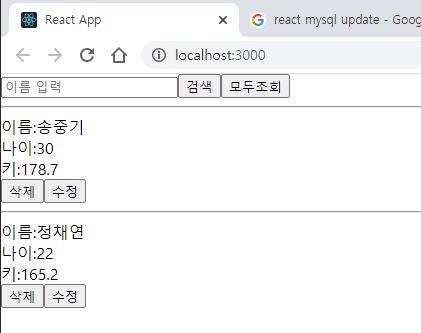 React App
react mysql update - Goog
localhost:3000
이름 입력 검색 모두조회
이름:송중기
나이:30
키:178.7
삭제 수정
이름:정채연
나이:22
키:165.2
삭제 수정